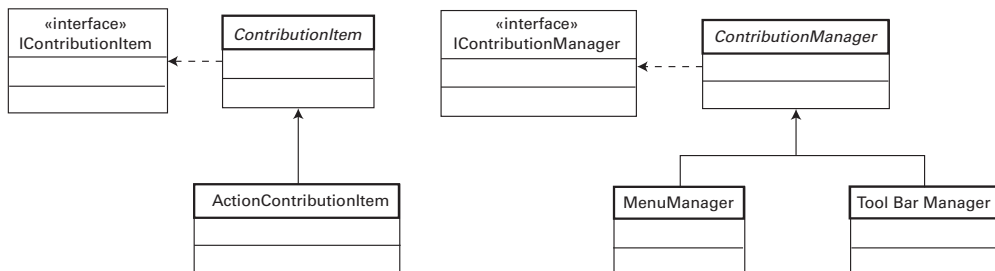 «interface»
IContributionItem
ContributionItem
«interface»
IContributionManager
ContributionManager
ActionContributionItem
MenuManager
Tool Bar Manager